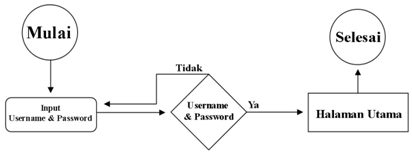 Mulai
Selesai
Tidak
Input
Username & Password
Username
& Password
Ya
Halaman Utama